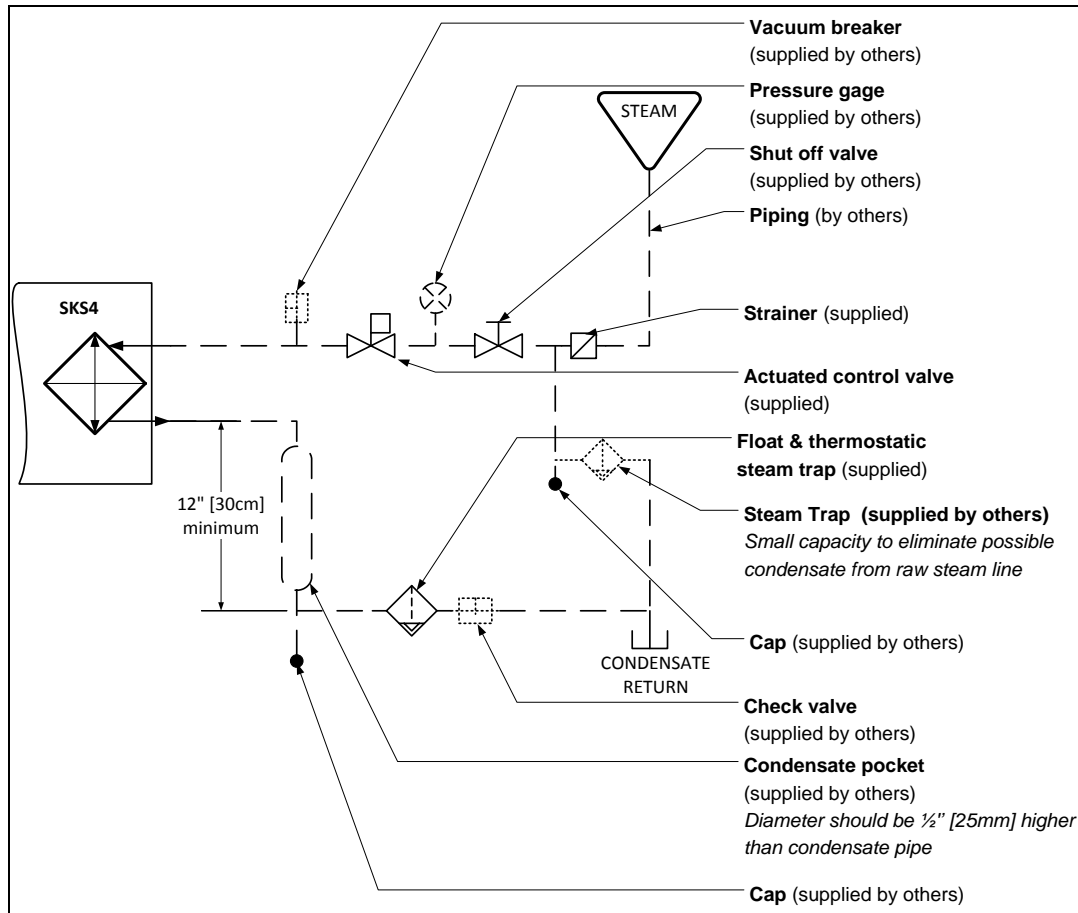 Vacuum breaker
(supplied by others)
Pressure gage
(supplied by others)
STEAM
Shut off valve
(supplied by others)
Piping (by others)
SKS4
Strainer (supplied)
Actuated control valve
(supplied)
Float & thermostatic
steam trap (supplied)
12" [30cm]
minimum
Steam Trap (supplied by others)
Small capacity to eliminate possible
condensate from raw steam line
Cap (supplied by others)
CONDENSATE
RETURN
Check valve
(supplied by others)
Condensate pocket
(supplied by others)
Diameter should be ½" [25mm] higher
than condensate pipe
Cap (supplied by others)